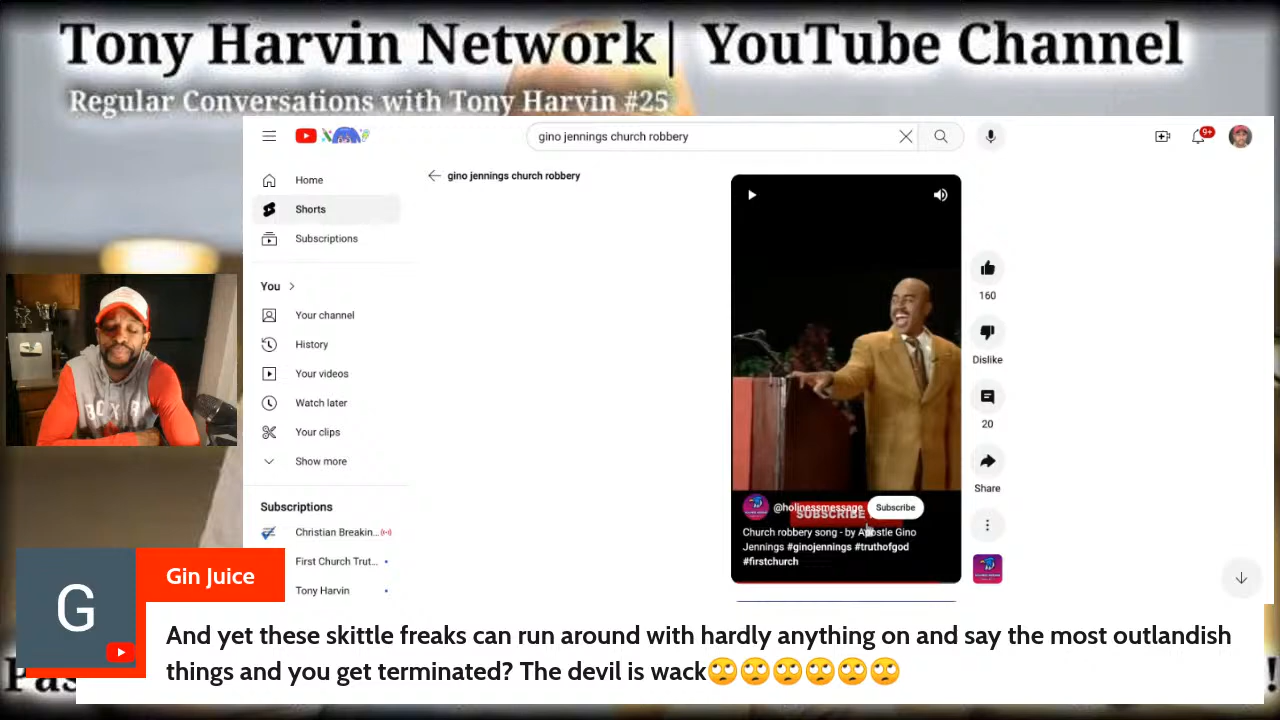 Tony Harvin Network| YouTube Channel
Regular Conversations with Tony Harvin #25
gino jennings church robbery
9+
gino jennings church robbery
Home
Shorts
Subscriptions
You
Your channel
History
Your videos
Watch later
Your clips
Show more
Subscriptions
Christian Breakin...
First Church Trut...
Tony Harvin
160
Dislike
20
Share
@holinessmessage
Subscribe
SUBSCRIBE
Church robbery song - by Apostle Gino
Jennings #ginojennings #truthofgod
#firstchurch
G
Gin Juice
And yet these skittle freaks can run around with hardly anything on and say the most outlandish
things and you get terminated? The devil is wack🙄🙄🙄🙄🙄🙄